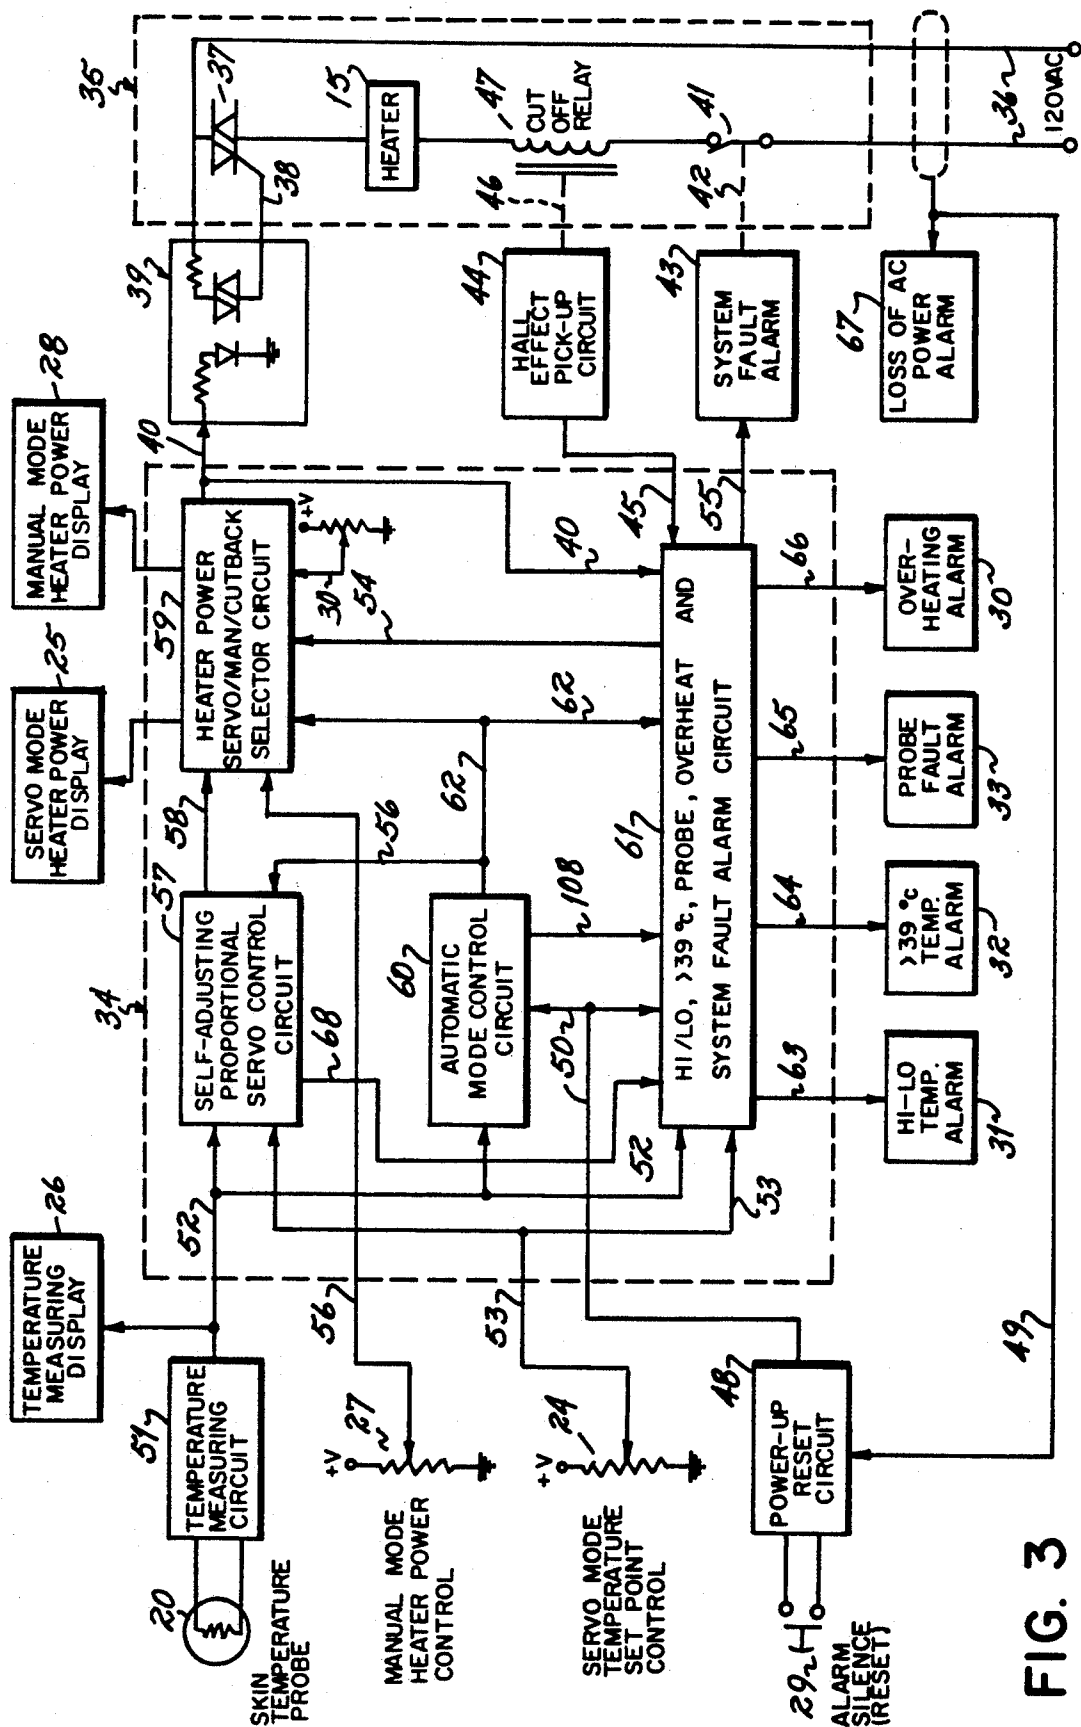 TEMPERATURE
MEASURING
DISPLAY
26
SERVO MODE
HEATER POWER
DISPLAY
25
MANUAL MODE
HEATER POWER
DISPLAY
28
35
34
20
SKIN
TEMPERATURE
PROBE
51
TEMPERATURE
MEASURING
CIRCUIT
52
57
SELF-ADJUSTING
PROPORTIONAL
SERVO CONTROL
CIRCUIT
58
68
59
HEATER POWER
SERVO/MAN/CUTBACK
SELECTOR CIRCUIT
40
39
37
38
+V
30
54
56
MANUAL MODE
HEATER POWER
CONTROL
+V
27
56
60
AUTOMATIC
MODE CONTROL
CIRCUIT
62
62
108
50
52
53
53
40
45
55
15
HEATER
47
CUT
OFF
RELAY
46
44
HALL
EFFECT
PICK-UP
CIRCUIT
41
42
43
SYSTEM
FAULT
ALARM
SERVO MODE
TEMPERATURE
SET POINT
CONTROL
+V
24
61
HI/LO, >39°C, PROBE, OVERHEAT AND
SYSTEM FAULT ALARM CIRCUIT
63
64
65
66
HI-LO
TEMP.
ALARM
31
>39°C
TEMP.
ALARM
32
PROBE
FAULT
ALARM
33
OVER-
HEATING
ALARM
30
67
LOSS OF AC
POWER
ALARM
36
120VAC
48
POWER-UP
RESET
CIRCUIT
49
29
ALARM
SILENCE
(RESET)
FIG. 3